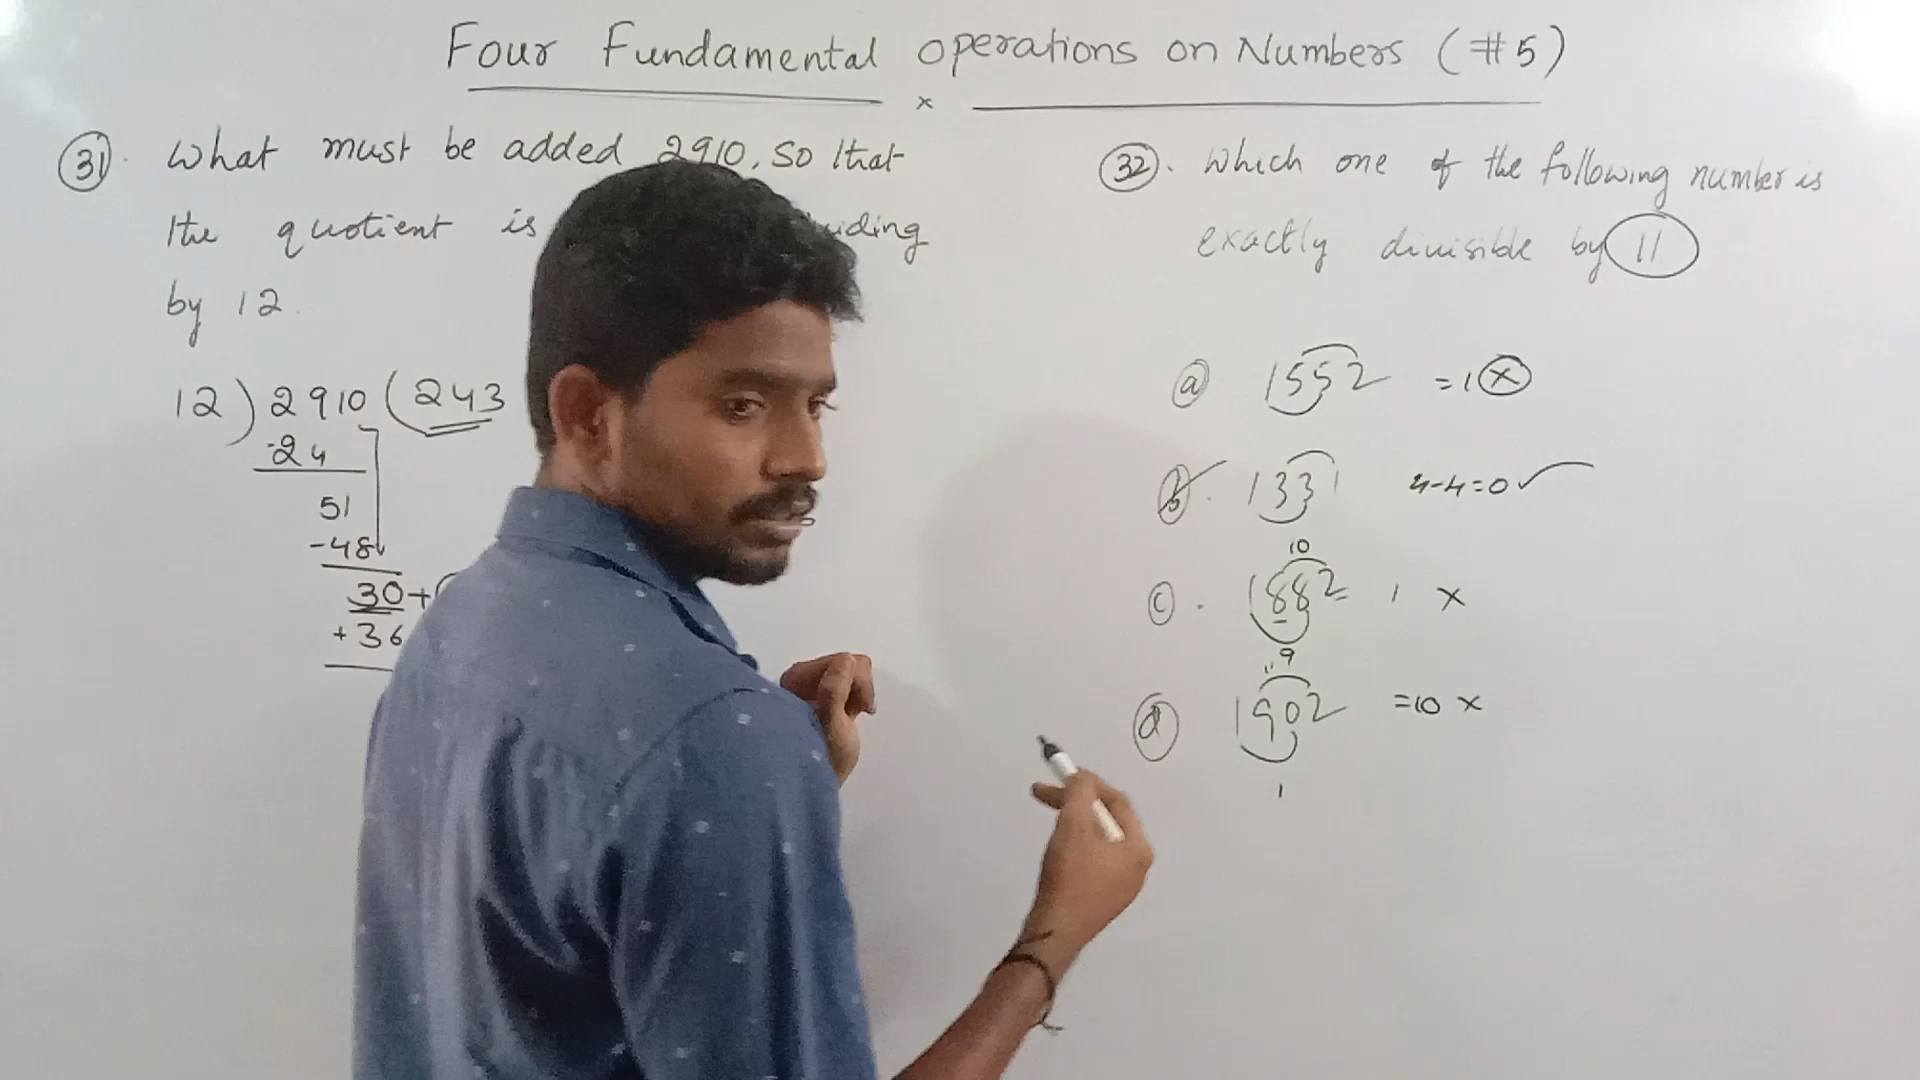 Four Fundamental operations on Numbers (#5)
x
31. What must be added 2910, so that
the quotient is
by 12.
12) 2910 (243
-24
51
-48
30+
+36
32. Which one of the following number is
exactly divisible by 11
a 1552 =1 x
b. 1331 4-4=0 ✓
10
c. 1882 1 x
9
11
d 1902 =10 x
1